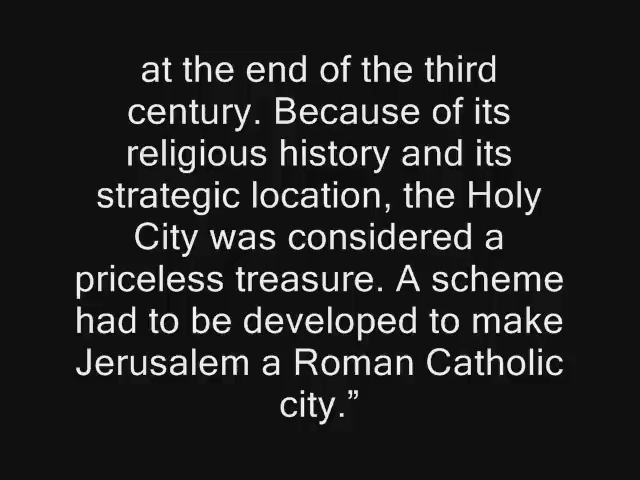 at the end of the third
century. Because of its
religious history and its
strategic location, the Holy
City was considered a
priceless treasure. A scheme
had to be developed to make
Jerusalem a Roman Catholic
city.”